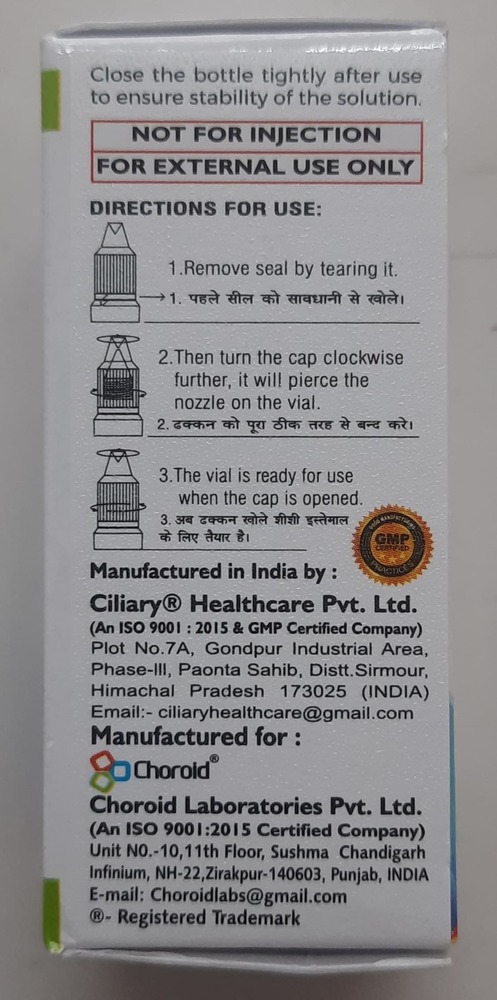 Close the bottle tightly after use
to ensure stability of the solution.
NOT FOR INJECTION
FOR EXTERNAL USE ONLY
DIRECTIONS FOR USE:
1.Remove seal by tearing it.
1. पहले सील को सावधानी से खोले।
2.Then turn the cap clockwise
further, it will pierce the
nozzle on the vial.
2. ढक्कन को पूरा ठीक तरह से बन्द करे।
3.The vial is ready for use
when the cap is opened.
3. अब ढक्कन खोले शीशी इस्तेमाल
के लिए तैयार है।
GOOD MANUFACTURING
GMP
CERTIFIED
PRACTICES
Manufactured in India by :
Ciliary® Healthcare Pvt. Ltd.
(An ISO 9001 : 2015 & GMP Certified Company)
Plot No.7A, Gondpur Industrial Area,
Phase-III, Paonta Sahib, Distt.Sirmour,
Himachal Pradesh 173025 (INDIA)
Email:- ciliaryhealthcare@gmail.com
Manufactured for :
Choroid®
Choroid Laboratories Pvt. Ltd.
(An ISO 9001:2015 Certified Company)
Unit N0.-10,11th Floor, Sushma Chandigarh
Infinium, NH-22,Zirakpur-140603, Punjab, INDIA
E-mail: Choroidlabs@gmail.com
®- Registered Trademark